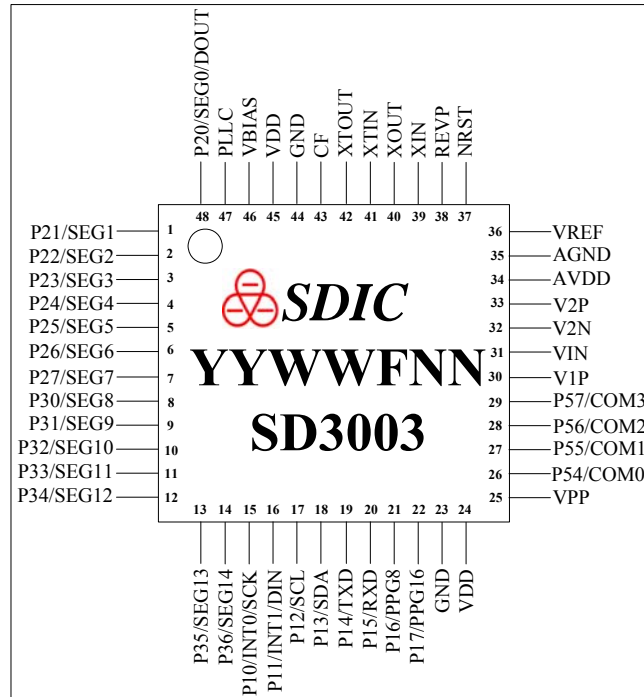 P20/SEG0/DOUT
PLLC
VBIAS
VDD
GND
CF
XTOUT
XTIN
XOUT
XIN
REVP
NRST
48 47 46 45 44 43 42 41 40 39 38 37
P21/SEG1 1
P22/SEG2 2
P23/SEG3 3
P24/SEG4 4
P25/SEG5 5
P26/SEG6 6
P27/SEG7 7
P30/SEG8 8
P31/SEG9 9
P32/SEG10 10
P33/SEG11 11
P34/SEG12 12
SDIC
YYWWFNN
SD3003
36 VREF
35 AGND
34 AVDD
33 V2P
32 V2N
31 VIN
30 V1P
29 P57/COM3
28 P56/COM2
27 P55/COM1
26 P54/COM0
25 VPP
13 14 15 16 17 18 19 20 21 22 23 24
P35/SEG13
P36/SEG14
P10/INT0/SCK
P11/INT1/DIN
P12/SCL
P13/SDA
P14/TXD
P15/RXD
P16/PPG8
P17/PPG16
GND
VDD